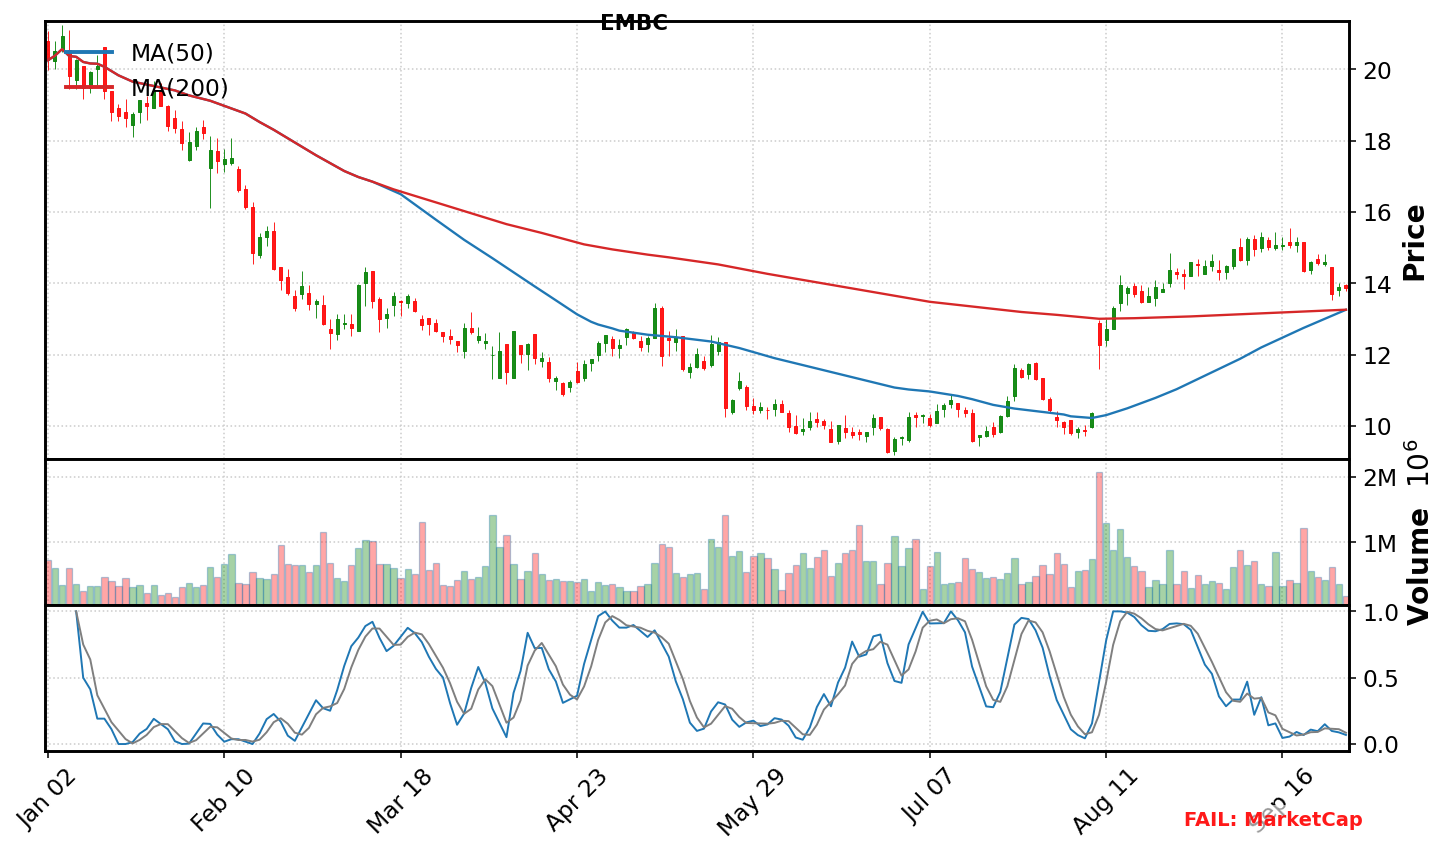 EMBC
MA(50)
MA(200)
20
18
16
14
12
10
Price
10⁶
2M
1M
Volume
1.0
0.5
0.0
Jan 02
Feb 10
Mar 18
Apr 23
May 29
Jul 07
Aug 11
Sep 16
FAIL: MarketCap